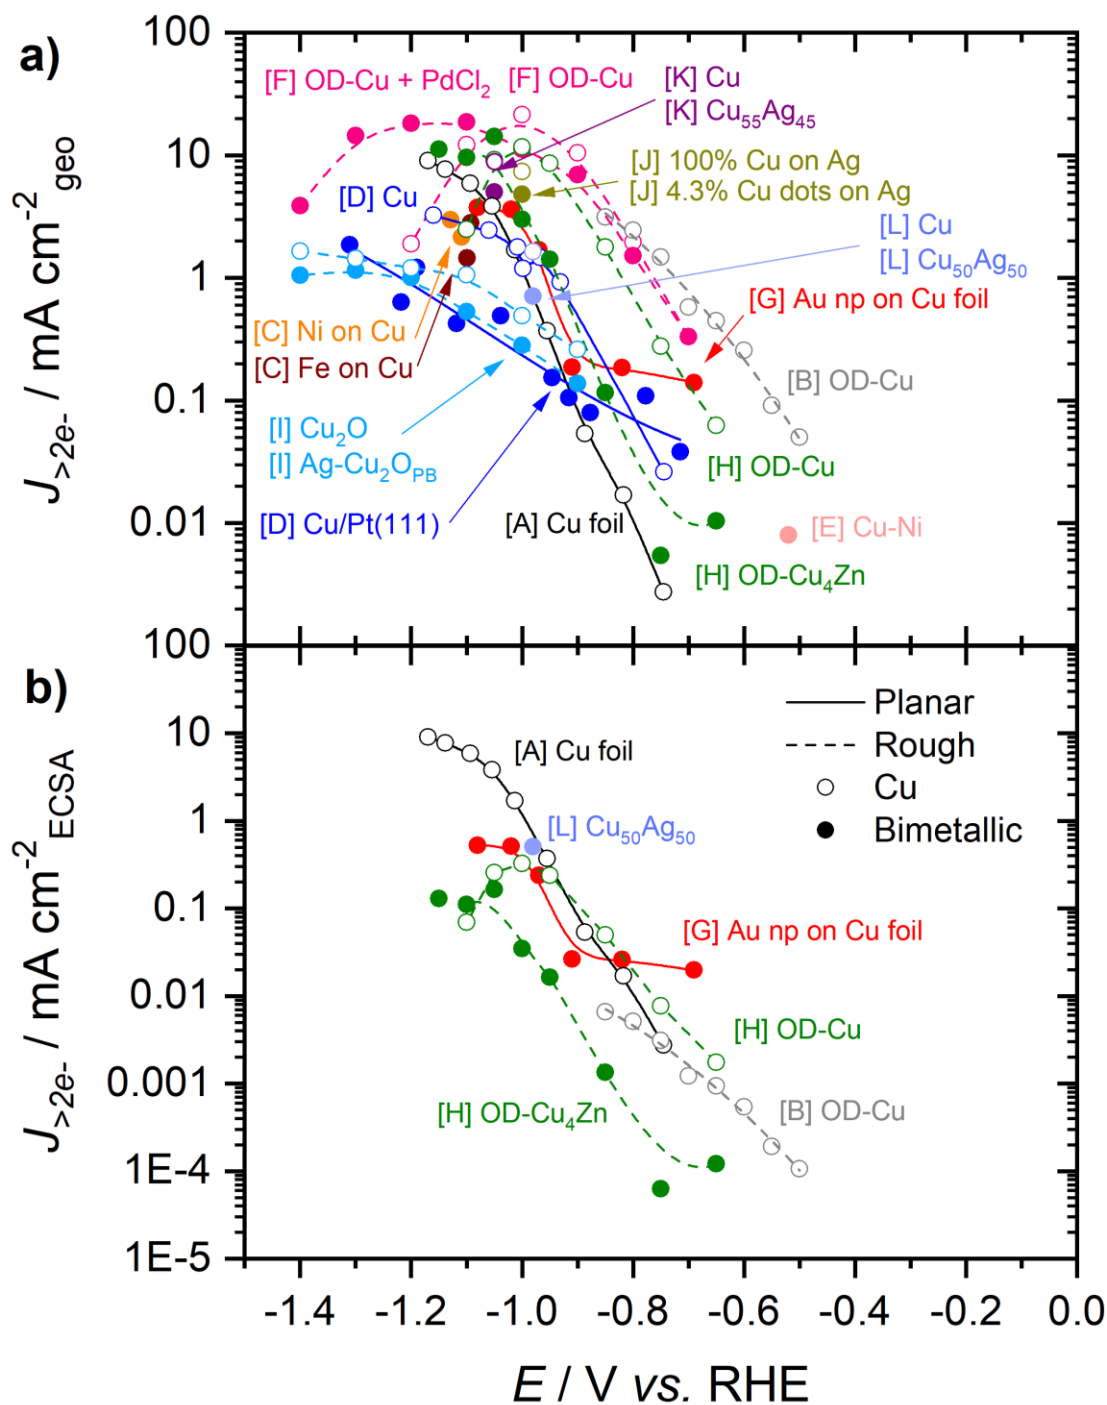 a)
100
10
1
0.1
0.01
J>2e- / mA cm-2 geo
[F] OD-Cu + PdCl2
[F] OD-Cu
[K] Cu
[K] Cu55Ag45
[J] 100% Cu on Ag
[J] 4.3% Cu dots on Ag
[D] Cu
[L] Cu
[L] Cu50Ag50
[G] Au np on Cu foil
[C] Ni on Cu
[C] Fe on Cu
[B] OD-Cu
[I] Cu2O
[I] Ag-Cu2OPB
[H] OD-Cu
[D] Cu/Pt(111)
[A] Cu foil
[E] Cu-Ni
[H] OD-Cu4Zn
b)
100
10
1
0.1
0.01
0.001
1E-4
1E-5
J>2e- / mA cm-2 ECSA
Planar
Rough
Cu
Bimetallic
[A] Cu foil
[L] Cu50Ag50
[G] Au np on Cu foil
[H] OD-Cu
[H] OD-Cu4Zn
[B] OD-Cu
-1.4 -1.2 -1.0 -0.8 -0.6 -0.4 -0.2 0.0
E / V vs. RHE